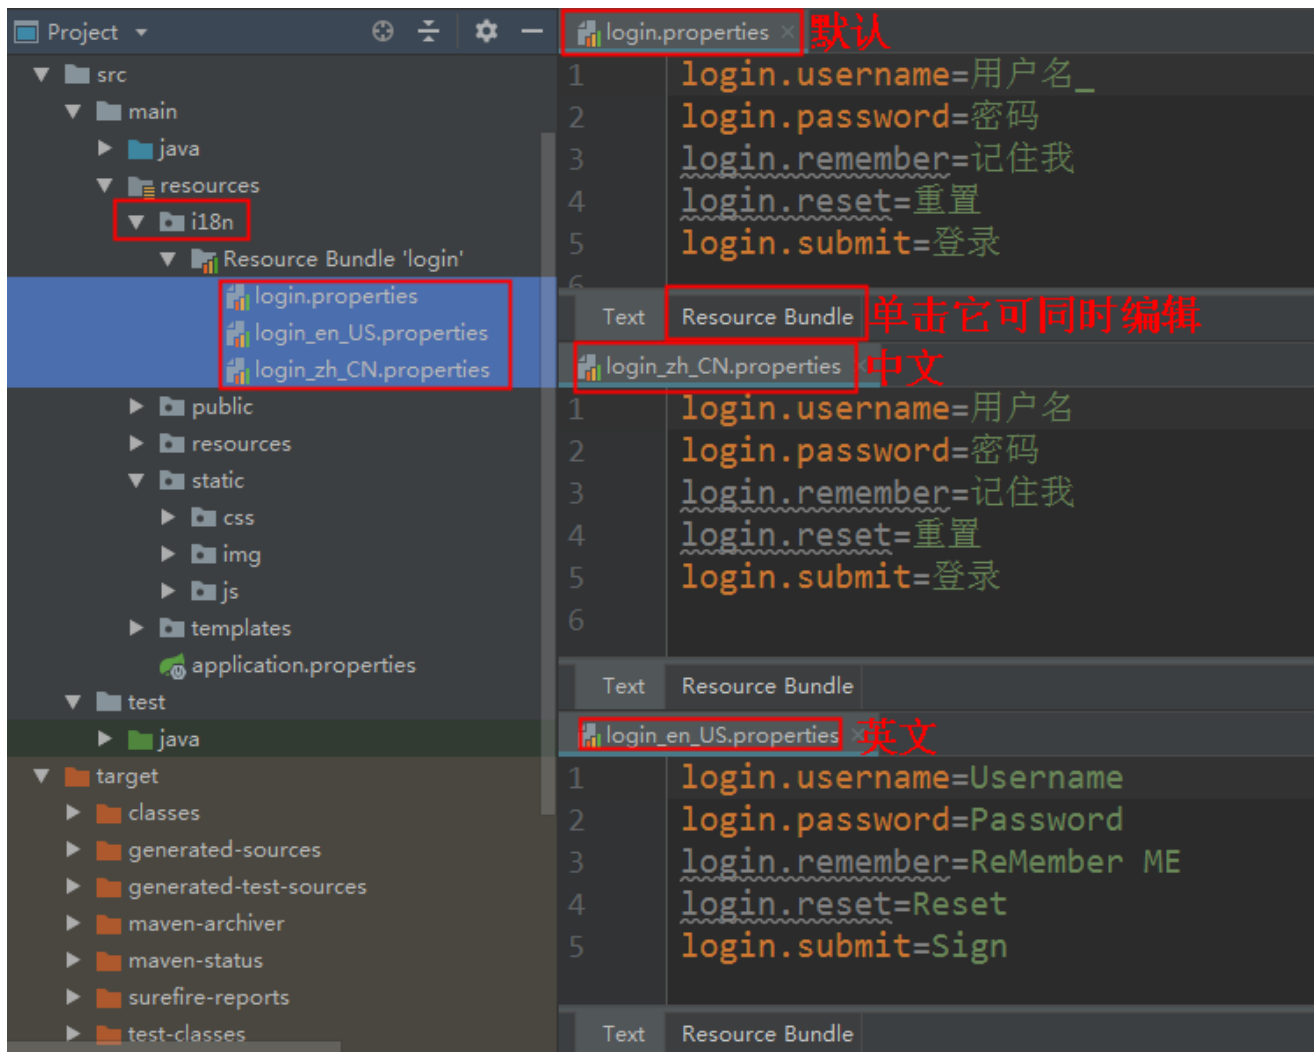 Project
src
main
java
resources
i18n
Resource Bundle 'login'
login.properties
login_en_US.properties
login_zh_CN.properties
public
resources
static
css
img
js
templates
application.properties
test
java
target
classes
generated-sources
generated-test-sources
maven-archiver
maven-status
surefire-reports
test-classes
login.properties 默认
1 login.username=用户名_
2 login.password=密码
3 login.remember=记住我
4 login.reset=重置
5 login.submit=登录
6
Text Resource Bundle 单击它可同时编辑
login_zh_CN.properties 中文
1 login.username=用户名
2 login.password=密码
3 login.remember=记住我
4 login.reset=重置
5 login.submit=登录
6
Text Resource Bundle
login_en_US.properties 英文
1 login.username=Username
2 login.password=Password
3 login.remember=ReMember ME
4 login.reset=Reset
5 login.submit=Sign
Text Resource Bundle